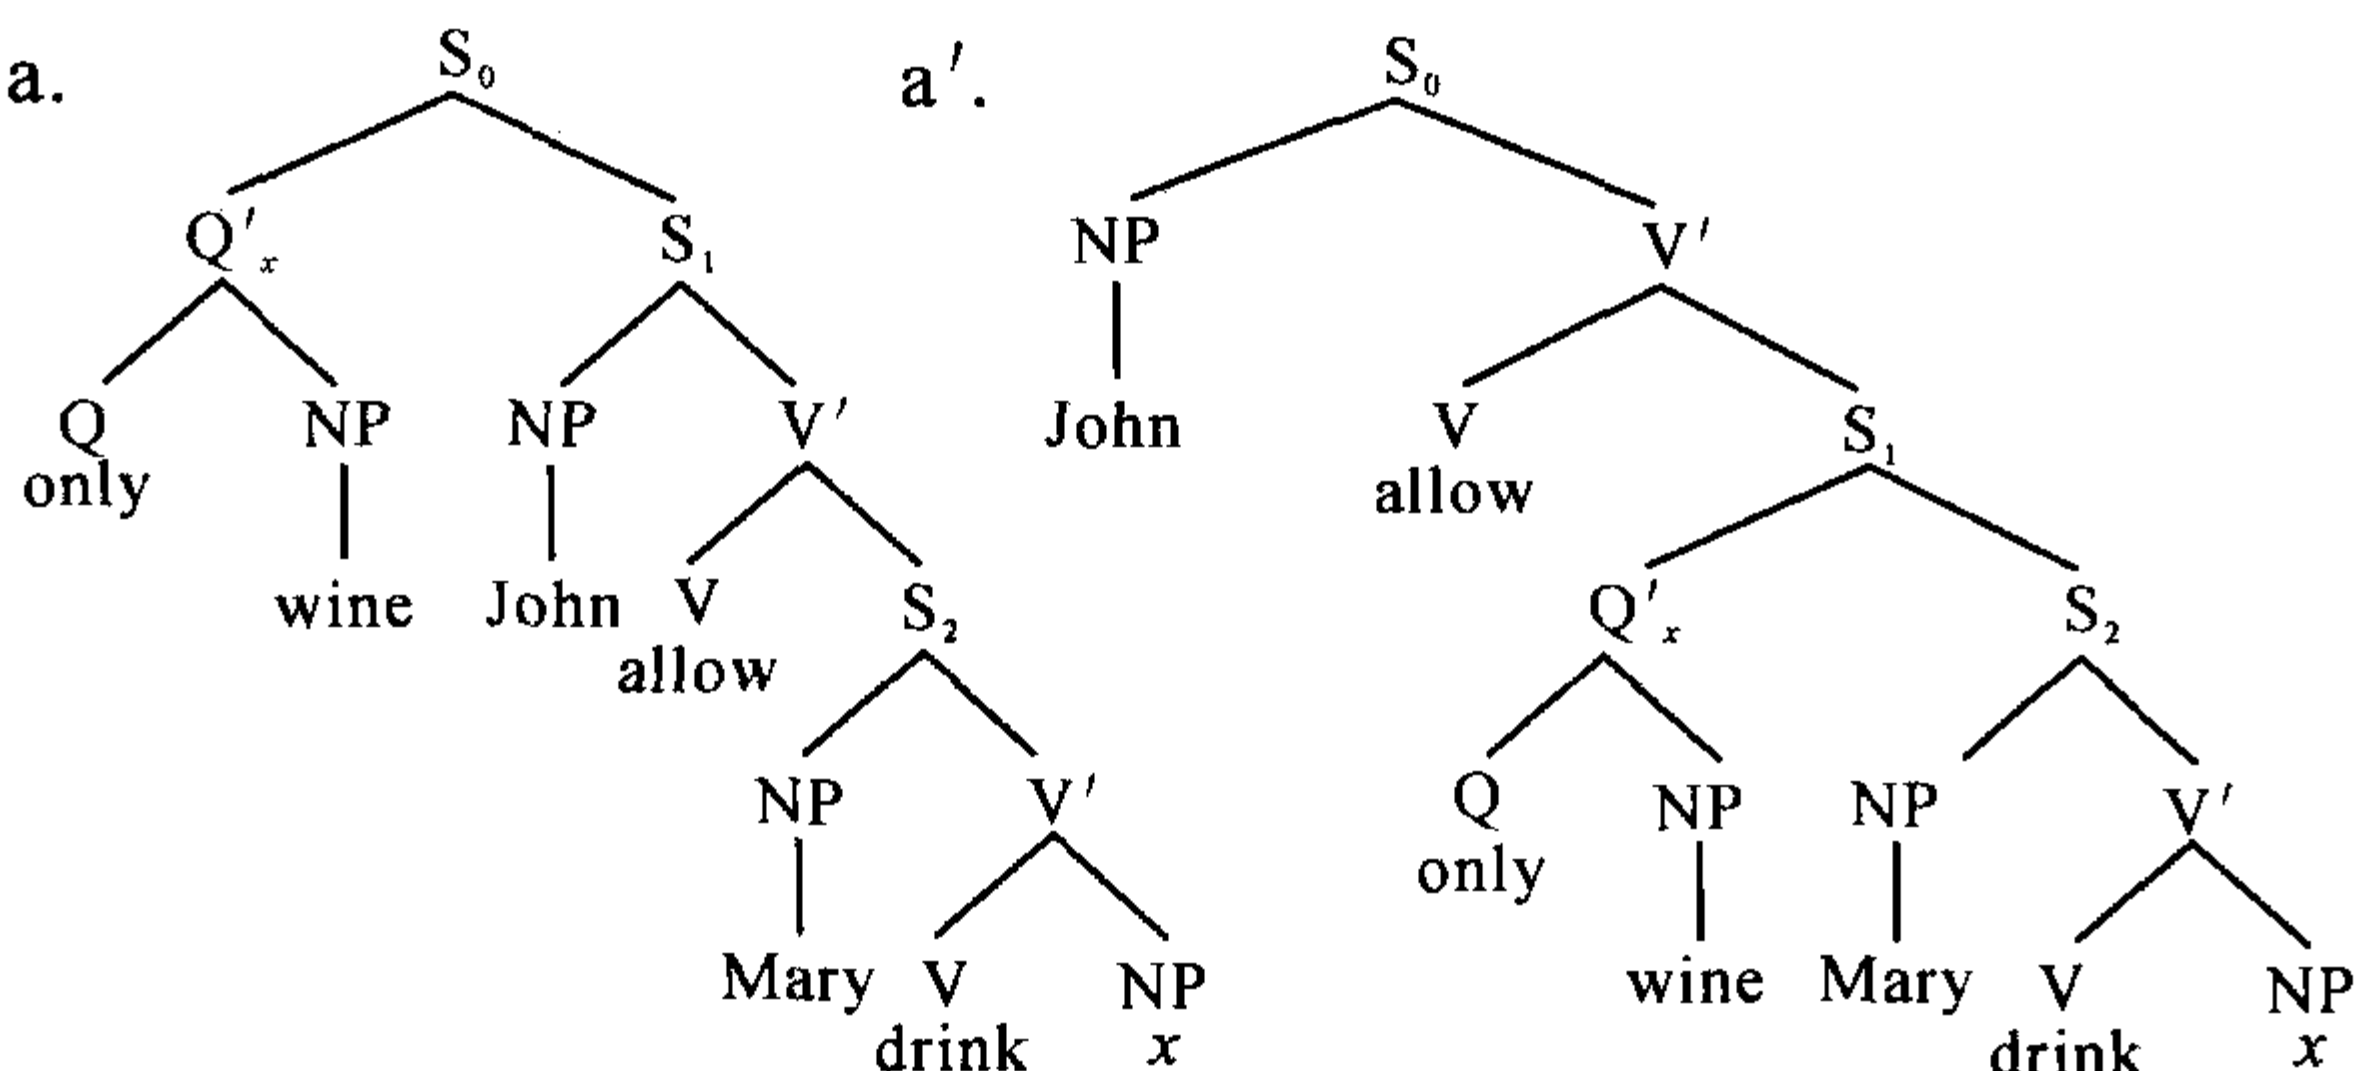 a. S₀ a′. S₀
Q′ₓ S₁ NP V′
Q NP NP V′ John V S₁
only allow
wine John V S₂ Q′ₓ S₂
allow
NP V′ Q NP NP V′
only
Mary V NP wine Mary V NP
drink x drink x